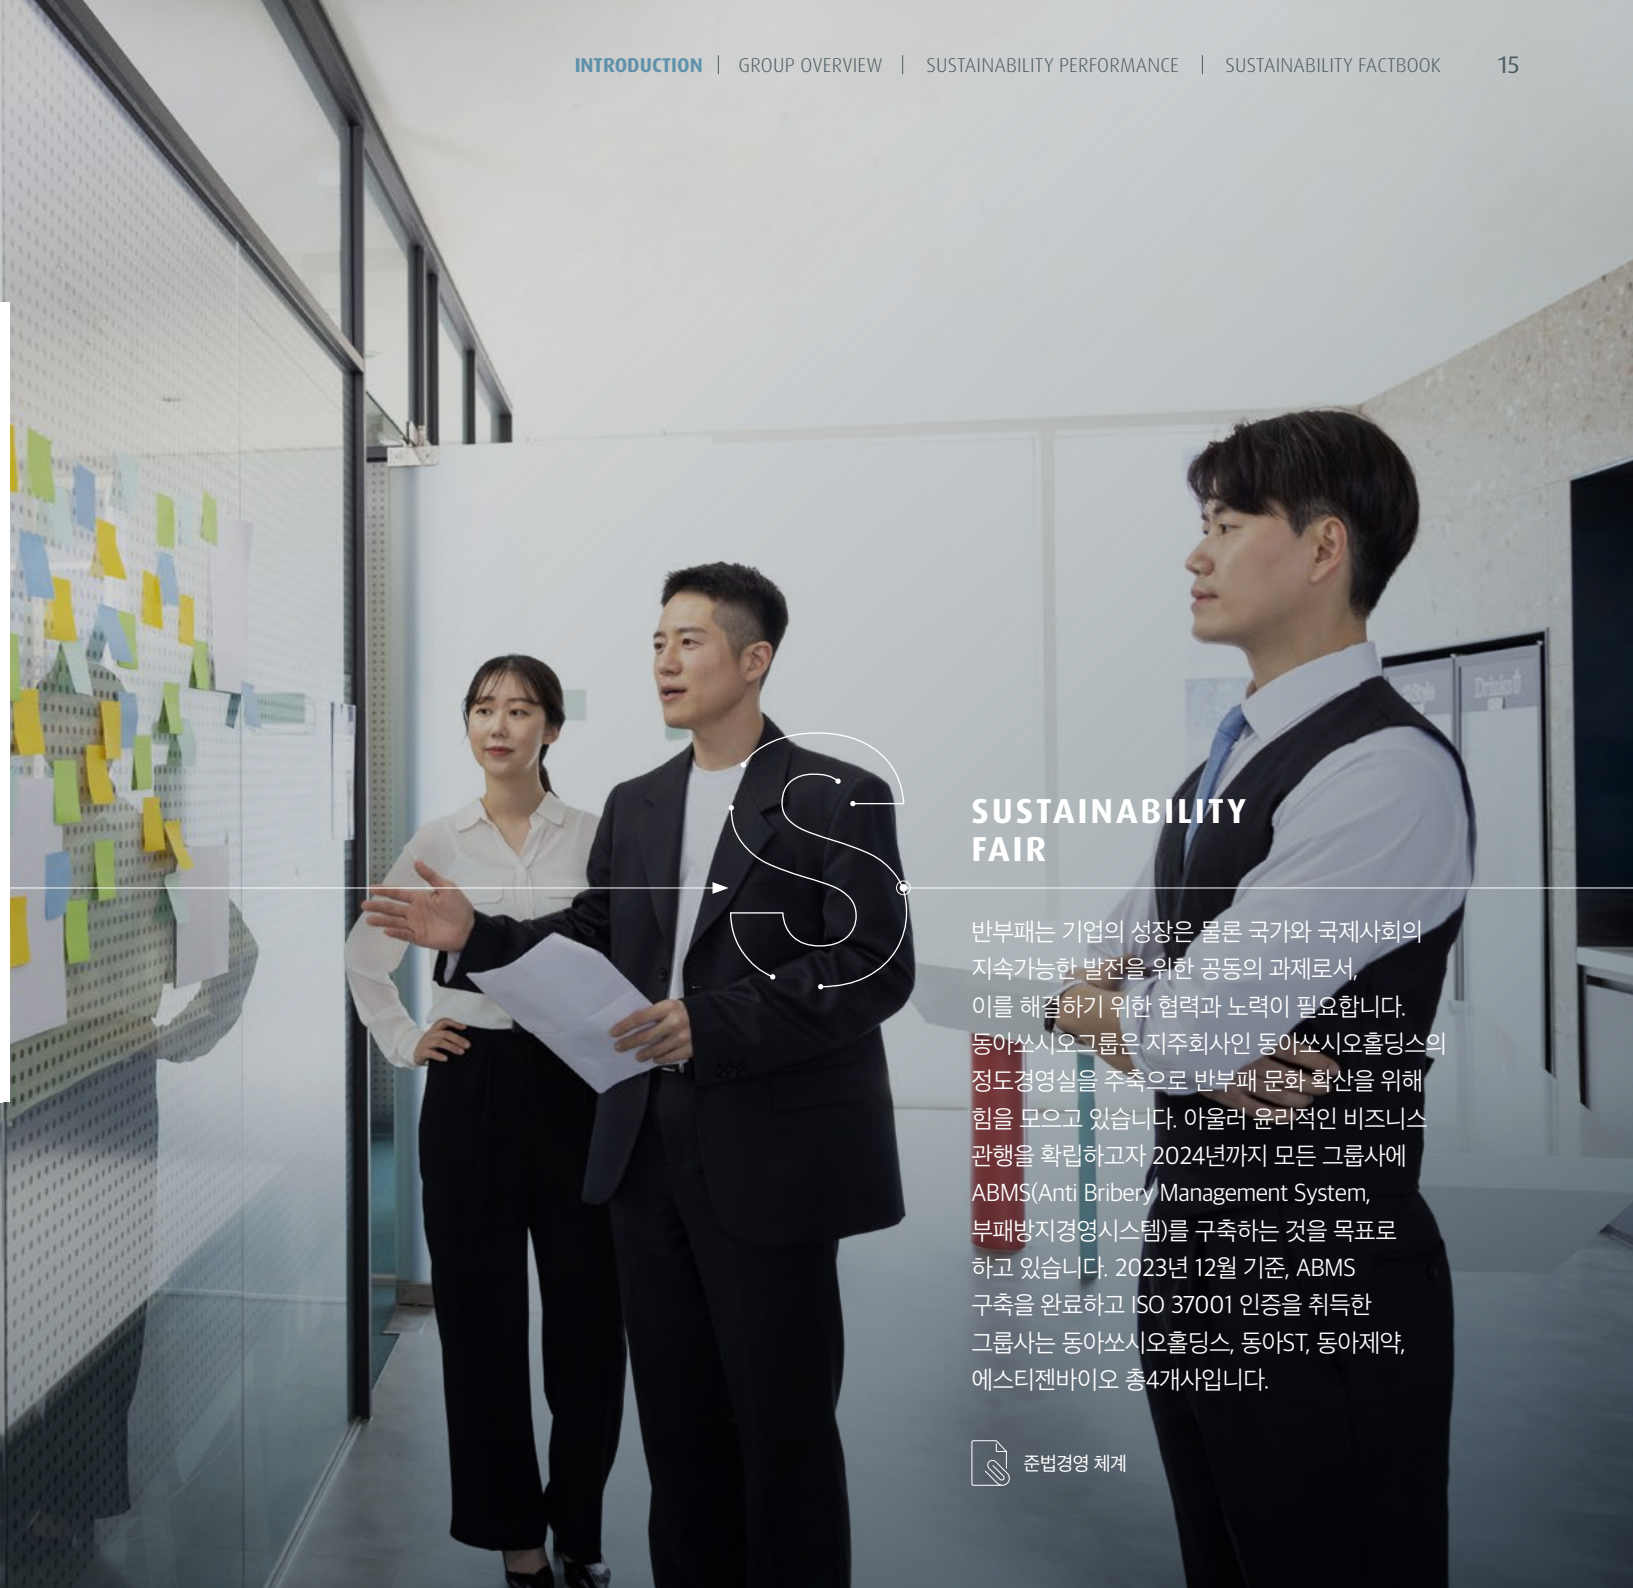 INTRODUCTION | GROUP OVERVIEW | SUSTAINABILITY PERFORMANCE | SUSTAINABILITY FACTBOOK 15
Drinks
S
SUSTAINABILITY
FAIR
반부패는 기업의 성장은 물론 국가와 국제사회의
지속가능한 발전을 위한 공동의 과제로서,
이를 해결하기 위한 협력과 노력이 필요합니다.
동아쏘시오그룹은 지주회사인 동아쏘시오홀딩스의
정도경영실을 주축으로 반부패 문화 확산을 위해
힘을 모으고 있습니다. 아울러 윤리적인 비즈니스
관행을 확립하고자 2024년까지 모든 그룹사에
ABMS(Anti Bribery Management System,
부패방지경영시스템)를 구축하는 것을 목표로
하고 있습니다. 2023년 12월 기준, ABMS
구축을 완료하고 ISO 37001 인증을 취득한
그룹사는 동아쏘시오홀딩스, 동아ST, 동아제약,
에스티젠바이오 총4개사입니다.
준법경영 체계